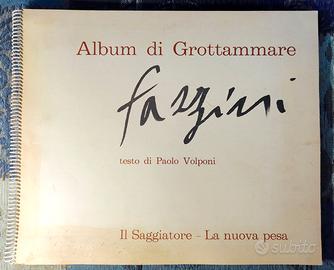 Album di Grottammare
fazzini
testo di Paolo Volponi
Il Saggiatore - La nuova pesa
subito